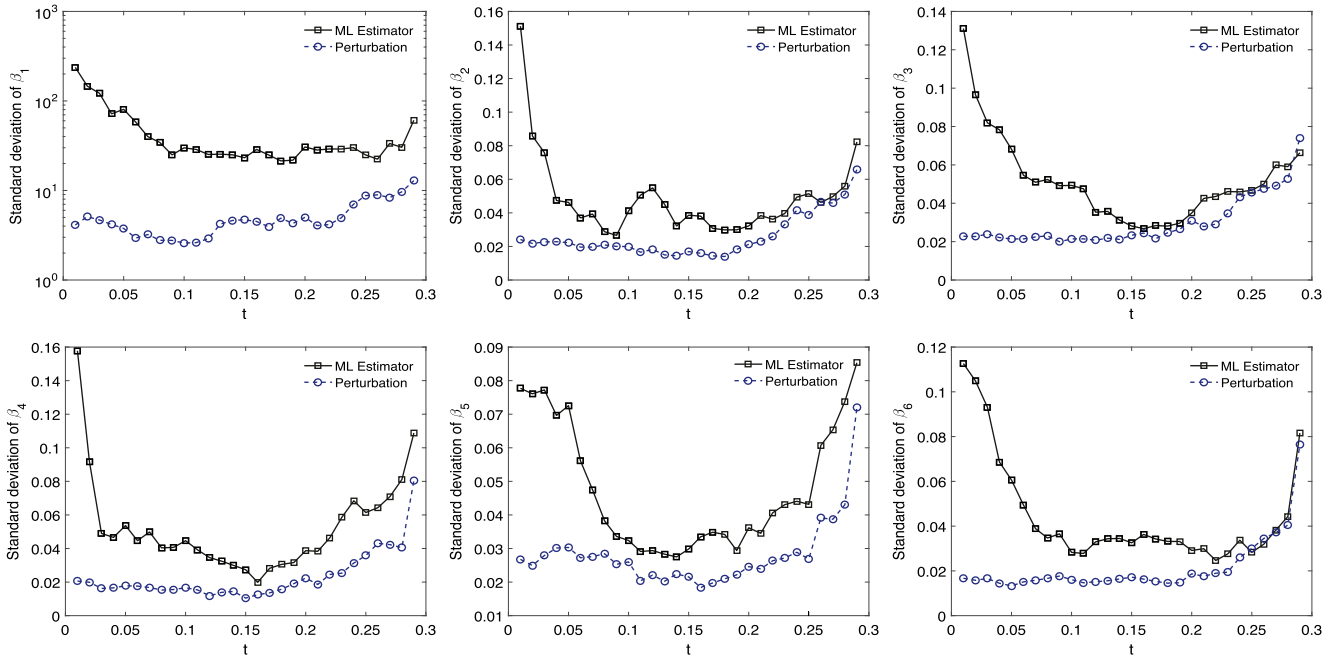 10³
10²
10¹
10⁰
0 0.05 0.1 0.15 0.2 0.25 0.3
t
Standard deviation of β₁
ML Estimator
Perturbation
0.16
0.14
0.12
0.1
0.08
0.06
0.04
0.02
0
0 0.05 0.1 0.15 0.2 0.25 0.3
t
Standard deviation of β₂
ML Estimator
Perturbation
0.14
0.12
0.1
0.08
0.06
0.04
0.02
0
0 0.05 0.1 0.15 0.2 0.25 0.3
t
Standard deviation of β₃
ML Estimator
Perturbation
0.16
0.14
0.12
0.1
0.08
0.06
0.04
0.02
0
0 0.05 0.1 0.15 0.2 0.25 0.3
t
Standard deviation of β₄
ML Estimator
Perturbation
0.09
0.08
0.07
0.06
0.05
0.04
0.03
0.02
0.01
0 0.05 0.1 0.15 0.2 0.25 0.3
t
Standard deviation of β₅
ML Estimator
Perturbation
0.12
0.1
0.08
0.06
0.04
0.02
0
0 0.05 0.1 0.15 0.2 0.25 0.3
t
Standard deviation of β₆
ML Estimator
Perturbation